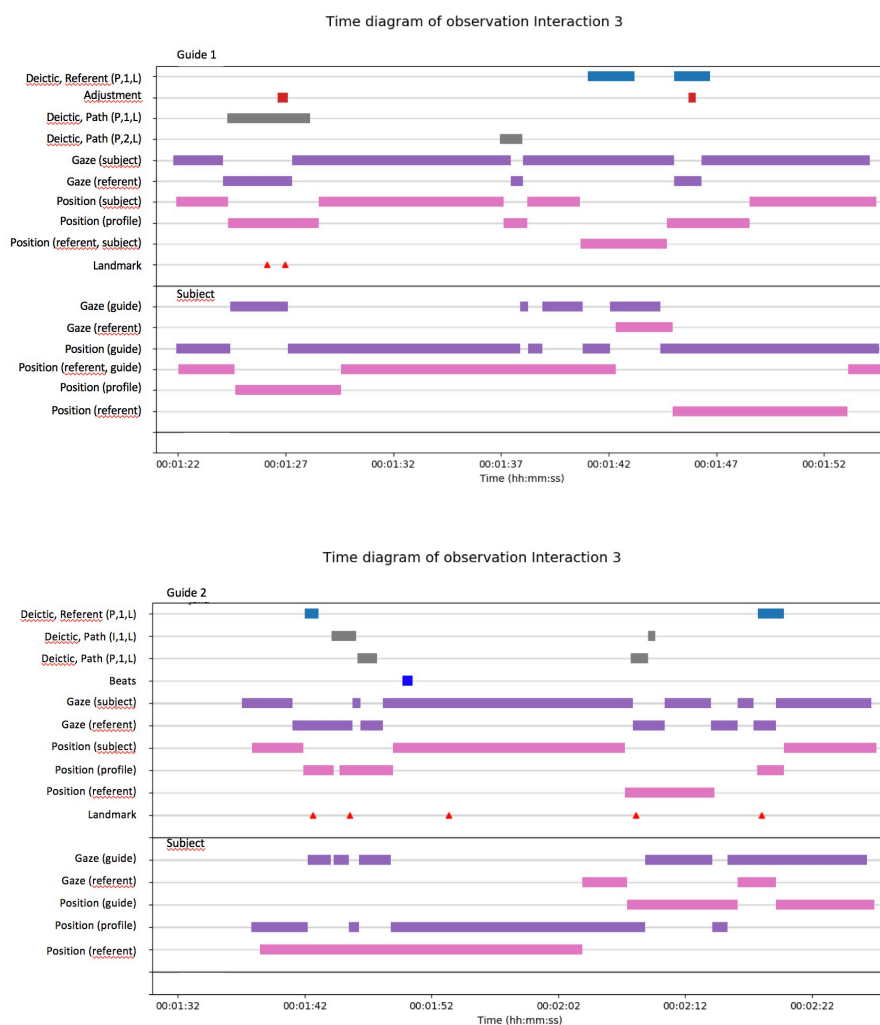 Time diagram of observation Interaction 3
Guide 1
Deictic, Referent (P,1,L)
Adjustment
Deictic, Path (P,1,L)
Deictic, Path (P,2,L)
Gaze (subject)
Gaze (referent)
Position (subject)
Position (profile)
Position (referent, subject)
Landmark
Subject
Gaze (guide)
Gaze (referent)
Position (guide)
Position (referent, guide)
Position (profile)
Position (referent)
00:01:22 00:01:27 00:01:32 00:01:37 00:01:42 00:01:47 00:01:52
Time (hh:mm:ss)
Time diagram of observation Interaction 3
Guide 2
Deictic, Referent (P,1,L)
Deictic, Path (I,1,L)
Deictic, Path (P,1,L)
Beats
Gaze (subject)
Gaze (referent)
Position (subject)
Position (profile)
Position (referent)
Landmark
Subject
Gaze (guide)
Gaze (referent)
Position (guide)
Position (profile)
Position (referent)
00:01:32 00:01:42 00:01:52 00:02:02 00:02:12 00:02:22
Time (hh:mm:ss)